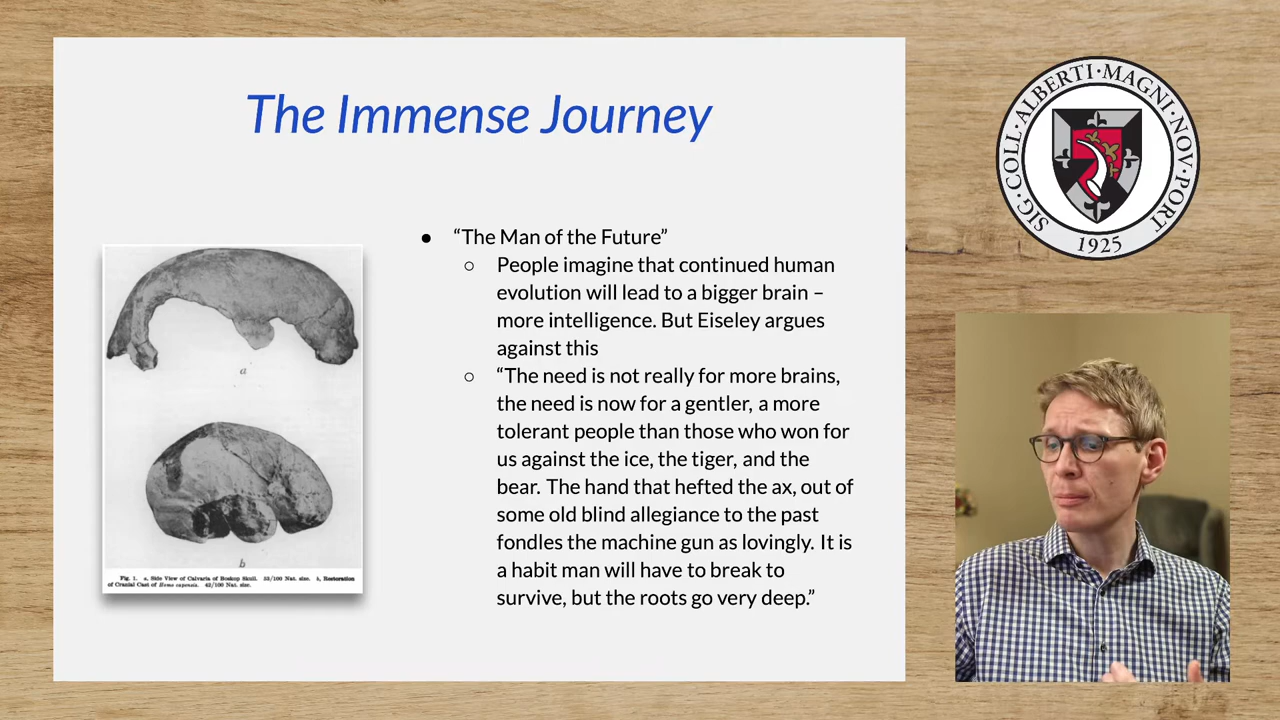 The Immense Journey
SIG·COLL·ALBERTI·MAGNI·NOV·PORT
1925
● “The Man of the Future”
○ People imagine that continued human
evolution will lead to a bigger brain –
more intelligence. But Eiseley argues
against this
○ “The need is not really for more brains,
the need is now for a gentler, a more
tolerant people than those who won for
us against the ice, the tiger, and the
bear. The hand that hefted the ax, out of
some old blind allegiance to the past
fondles the machine gun as lovingly. It is
a habit man will have to break to
survive, but the roots go very deep.”
a
b
Fig. 1. a, Side View of Calvaria of Boskop Skull. 53/100 Nat. size. b, Restoration
of Cranial Cast of Homo capensis. 42/100 Nat. size.